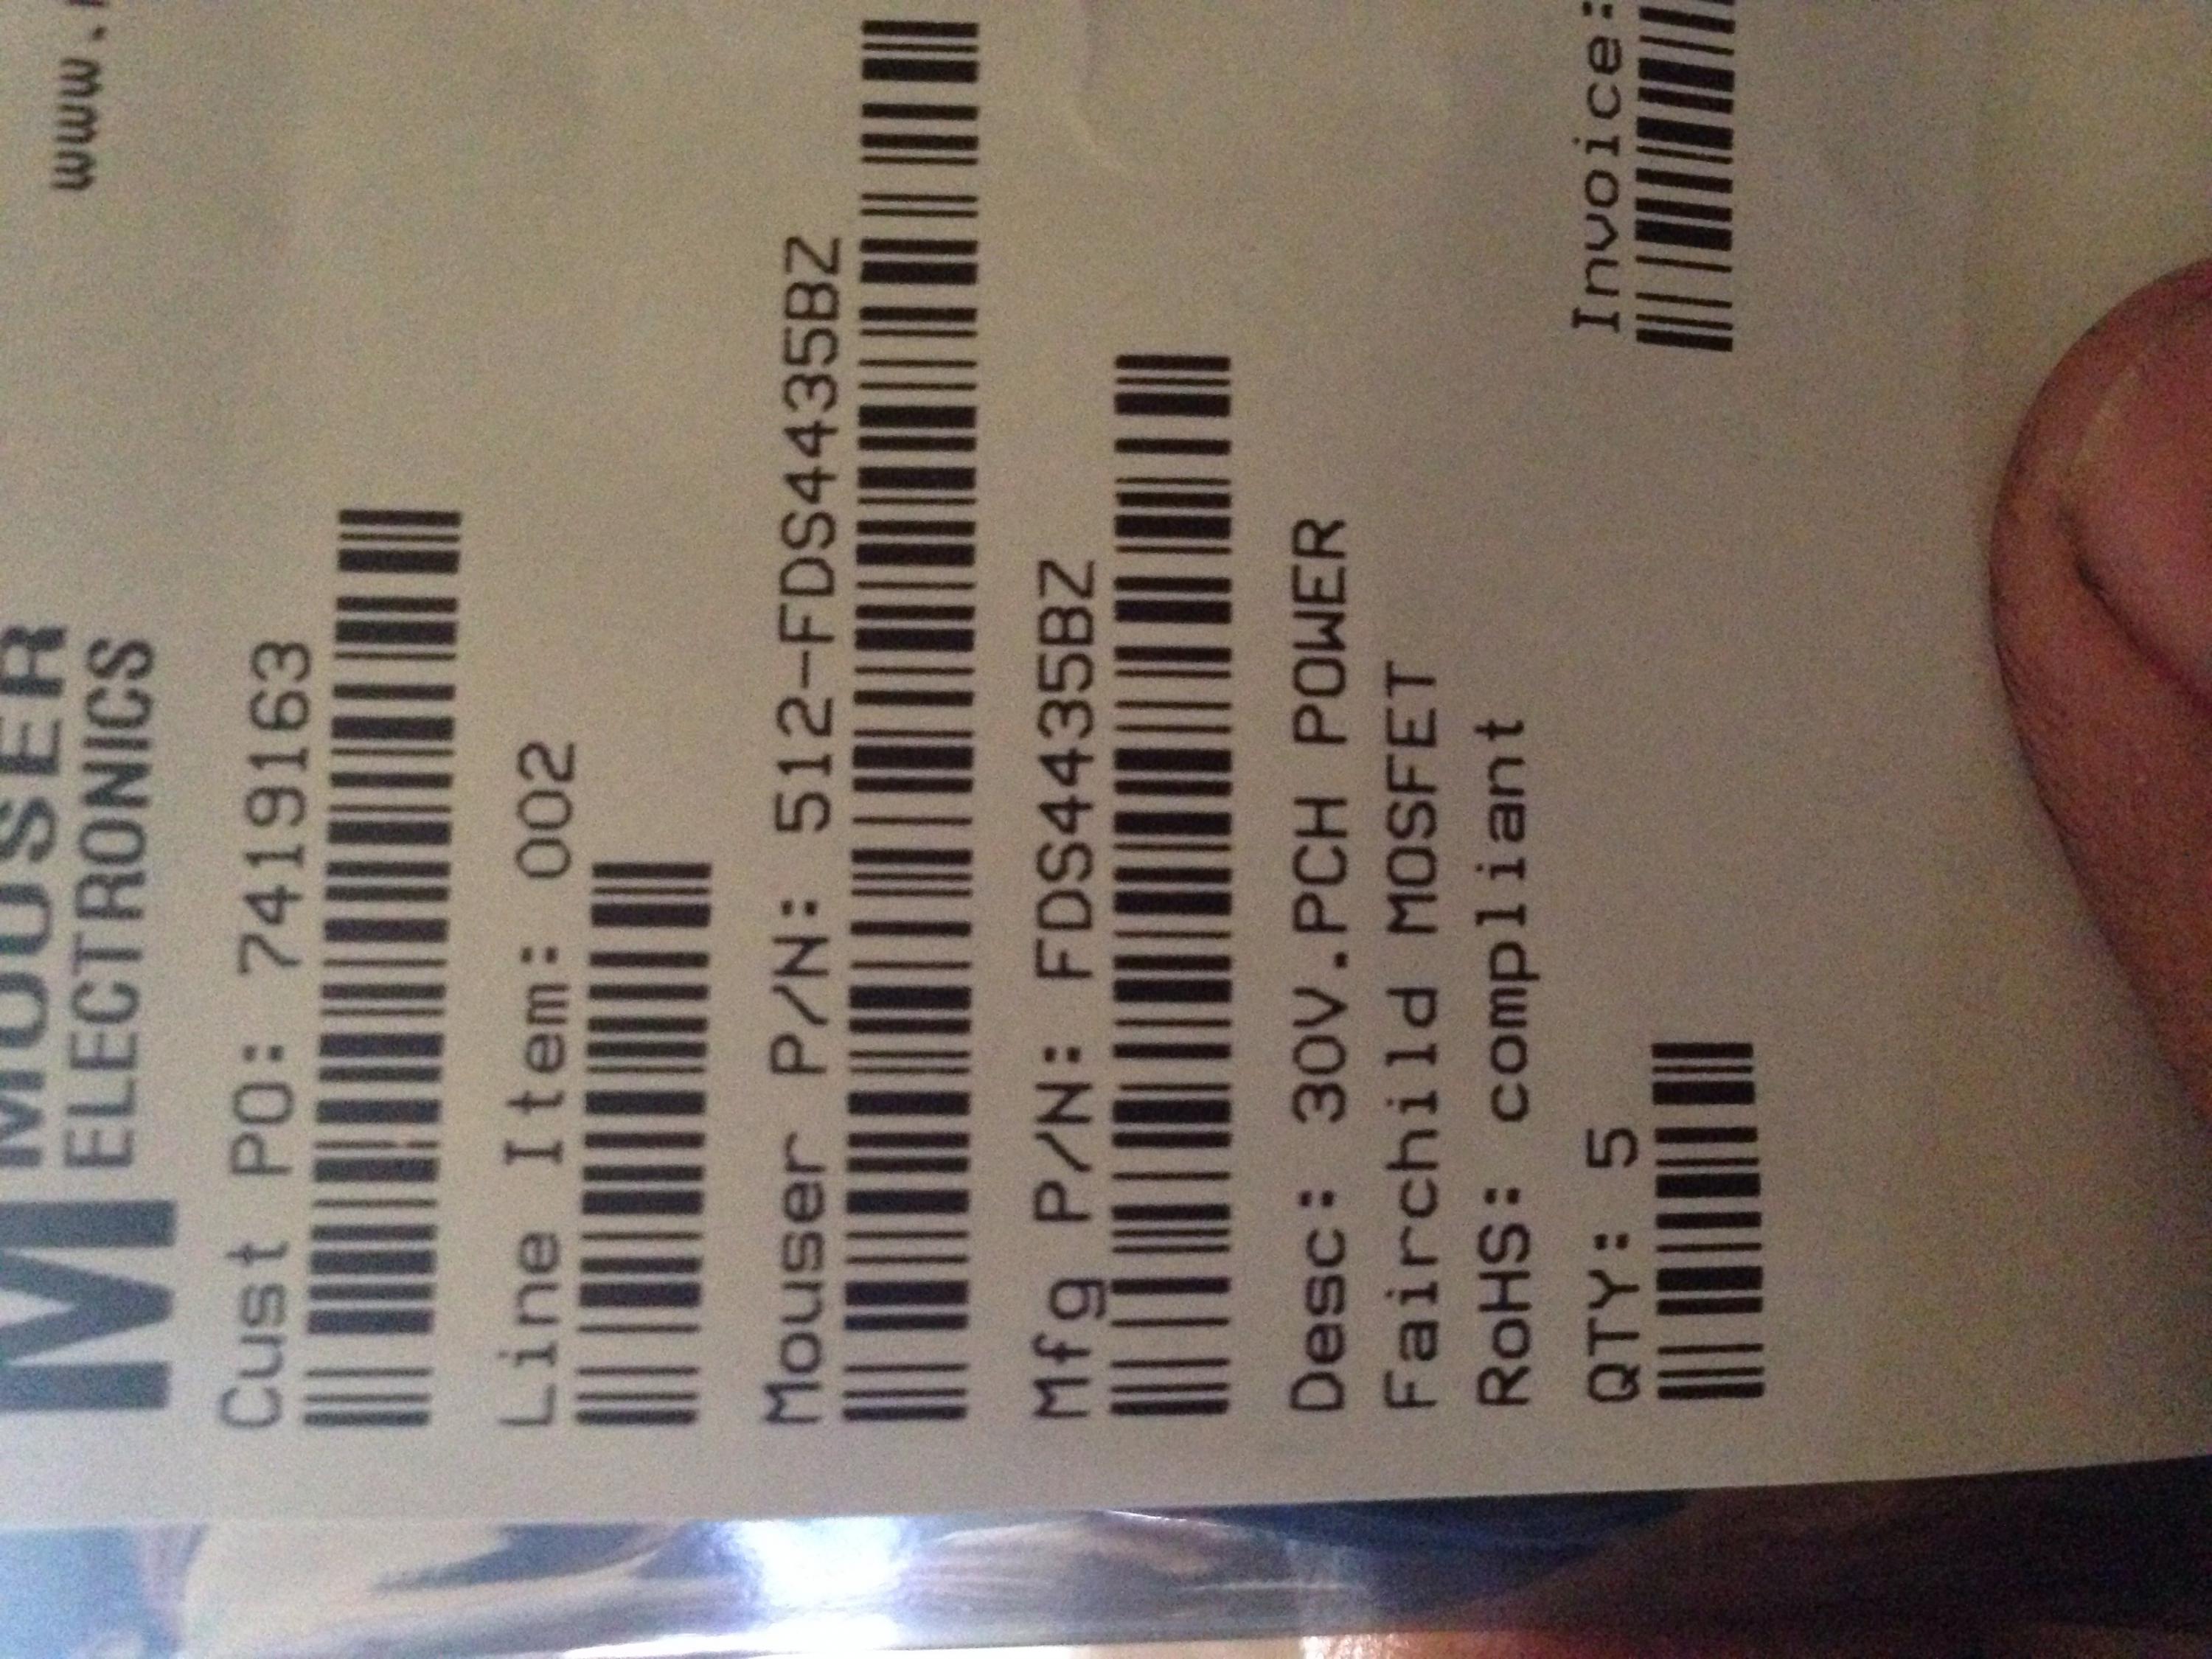 MOUSER
ELECTRONICS
www.
Cust PO: 7419163
Line Item: 002
Mouser P/N: 512-FDS4435BZ
Mfg P/N: FDS4435BZ
Desc: 30V.PCH POWER
Fairchild MOSFET
RoHS: compliant
QTY: 5
Invoice: